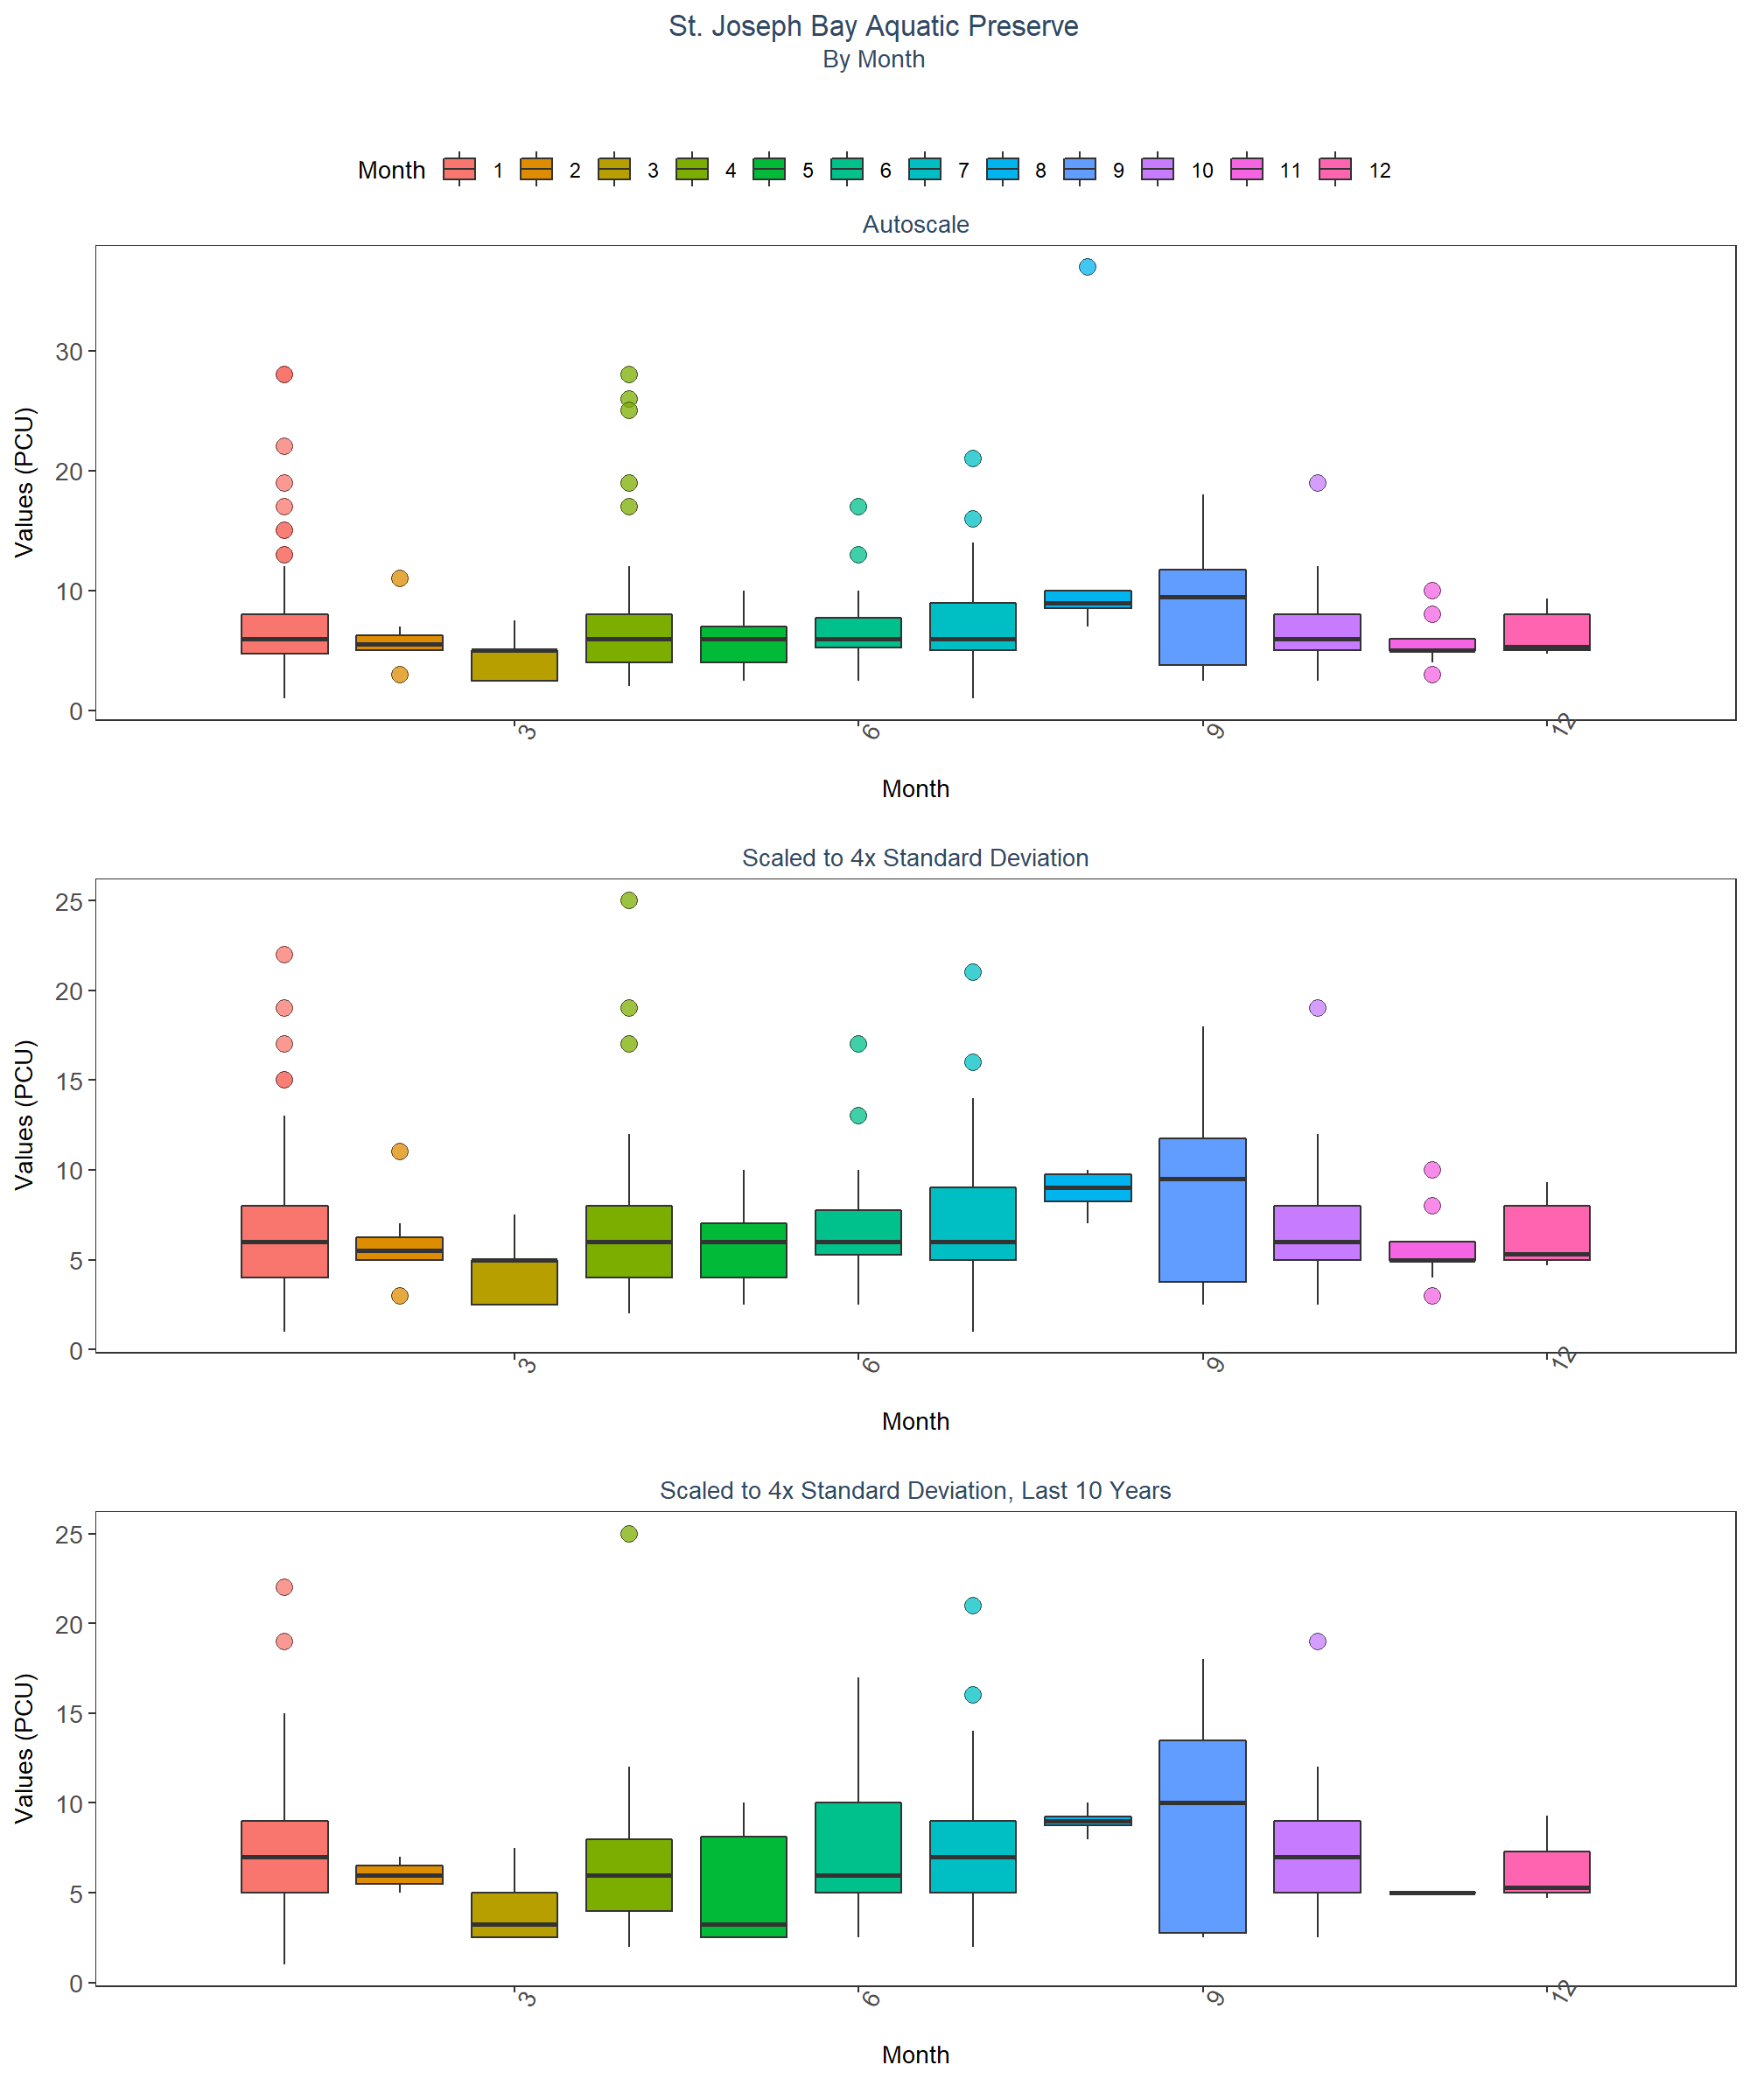 St. Joseph Bay Aquatic Preserve
By Month
Month 1 2 3 4 5 6 7 8 9 10 11 12
Autoscale
Values (PCU)
30
20
10
0
3 6 9 12
Month
Scaled to 4x Standard Deviation
Values (PCU)
25
20
15
10
5
0
3 6 9 12
Month
Scaled to 4x Standard Deviation, Last 10 Years
Values (PCU)
25
20
15
10
5
0
3 6 9 12
Month